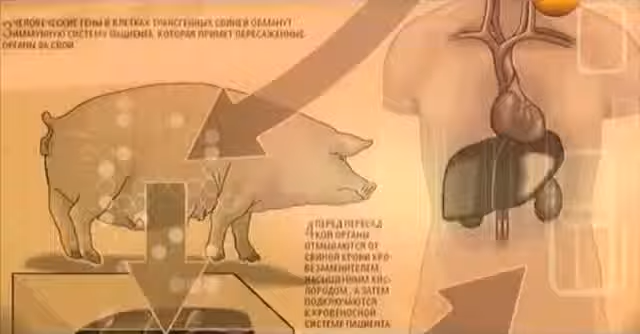 3 ЧЕЛОВЕЧЕСКИЕ ГЕНЫ В КЛЕТКАХ ТРАНСГЕННЫХ СВИНЕЙ ОБМАНУТ
ИММУННУЮ СИСТЕМУ ПАЦИЕНТА, КОТОРАЯ ПРИМЕТ ПЕРЕСАЖЕННЫЕ
ОРГАНЫ ЗА СВОИ
4 ПЕРЕД ПЕРЕСАД
КОЙ ОРГАНЫ
ОТМЫВАЮТСЯ ОТ
СВИНОЙ КРОВИ КРО-
ВЕЗАМЕНИТЕЛЕМ,
НАСЫЩЕННЫМ КИС-
ЛОРОДОМ, А ЗАТЕМ
ПОДКЛЮЧАЮТСЯ
К КРОВЕНОСНОЙ
СИСТЕМЕ ПАЦИЕНТА